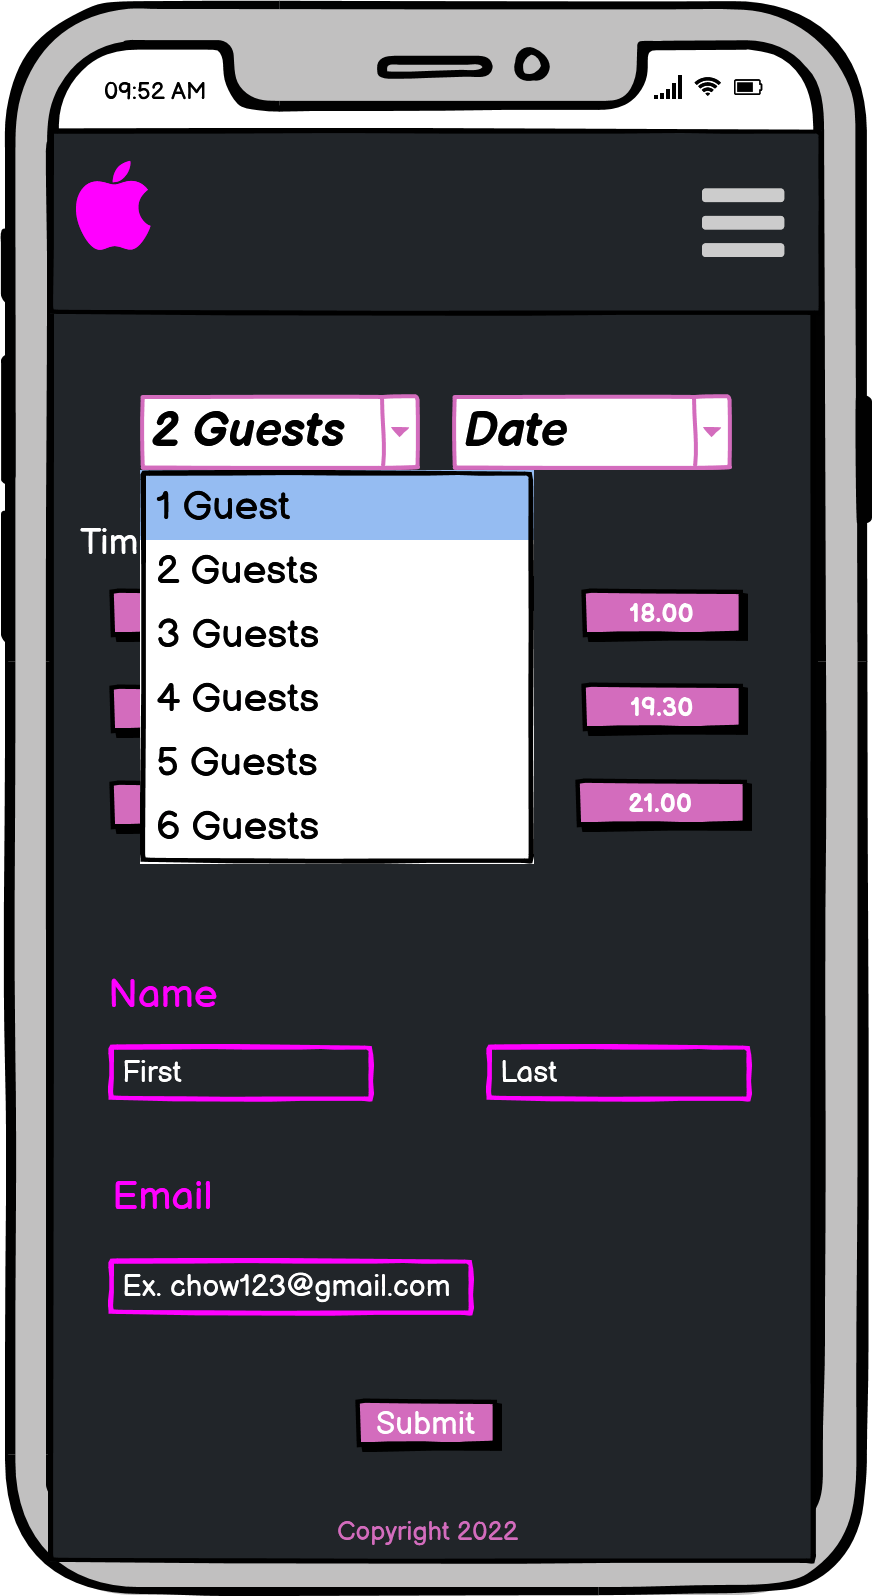 09:52 AM
2 Guests
Date
1 Guest
Tim
2 Guests
3 Guests
4 Guests
5 Guests
6 Guests
18.00
19.30
21.00
Name
First
Last
Email
Ex. chow123@gmail.com
Submit
Copyright 2022